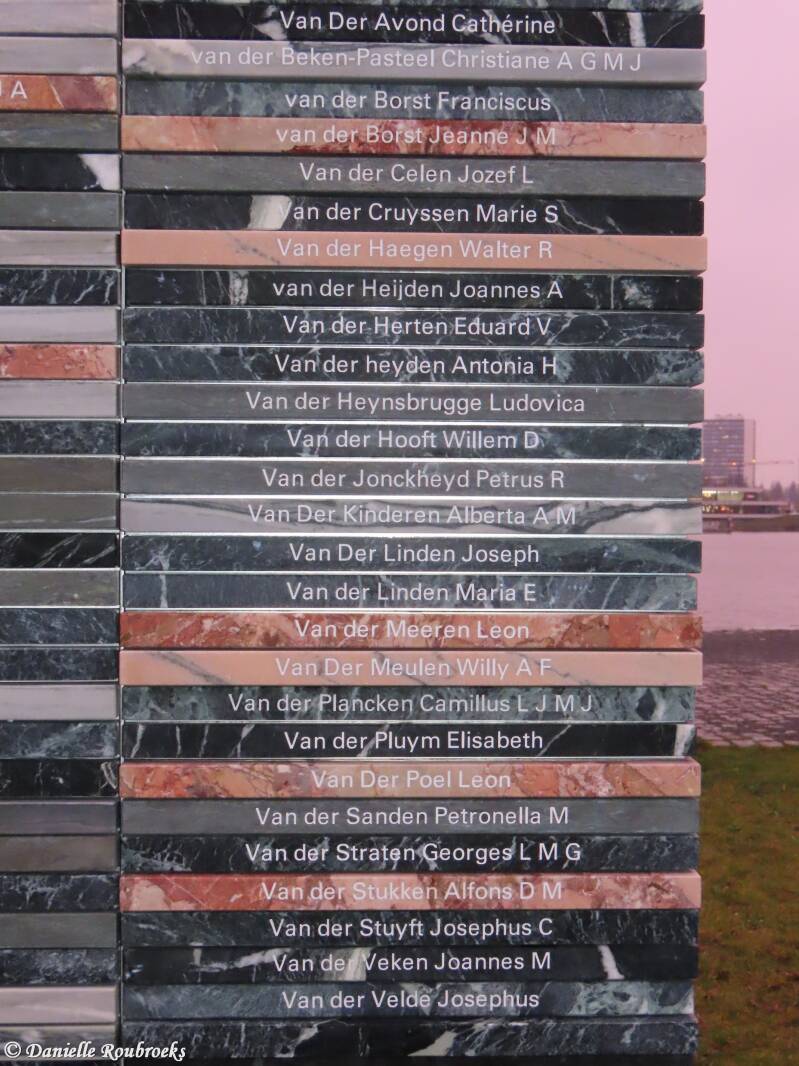 Van Der Avond Cathérine
van der Beken-Pasteel Christiane A G M J
J A
van der Borst Franciscus
van der Borst Jeanne J M
Van der Celen Jozef L
Van der Cruyssen Marie S
Van der Haegen Walter R
van der Heijden Joannes A
Van der Herten Eduard V
Van der heyden Antonia H
Van der Heynsbrugge Ludovica
Van der Hooft Willem D
Van der Jonckheyd Petrus R
Van Der Kinderen Alberta A M
Van Der Linden Joseph
Van der Linden Maria E
Van der Meeren Leon
Van Der Meulen Willy A F
Van der Plancken Camillus L J M J
Van der Pluym Elisabeth
Van Der Poel Leon
Van der Sanden Petronella M
Van der Straten Georges L M G
Van der Stukken Alfons D M
Van der Stuyft Josephus C
Van der Veken Joannes M
Van der Velde Josephus
© Danielle Roubroeks